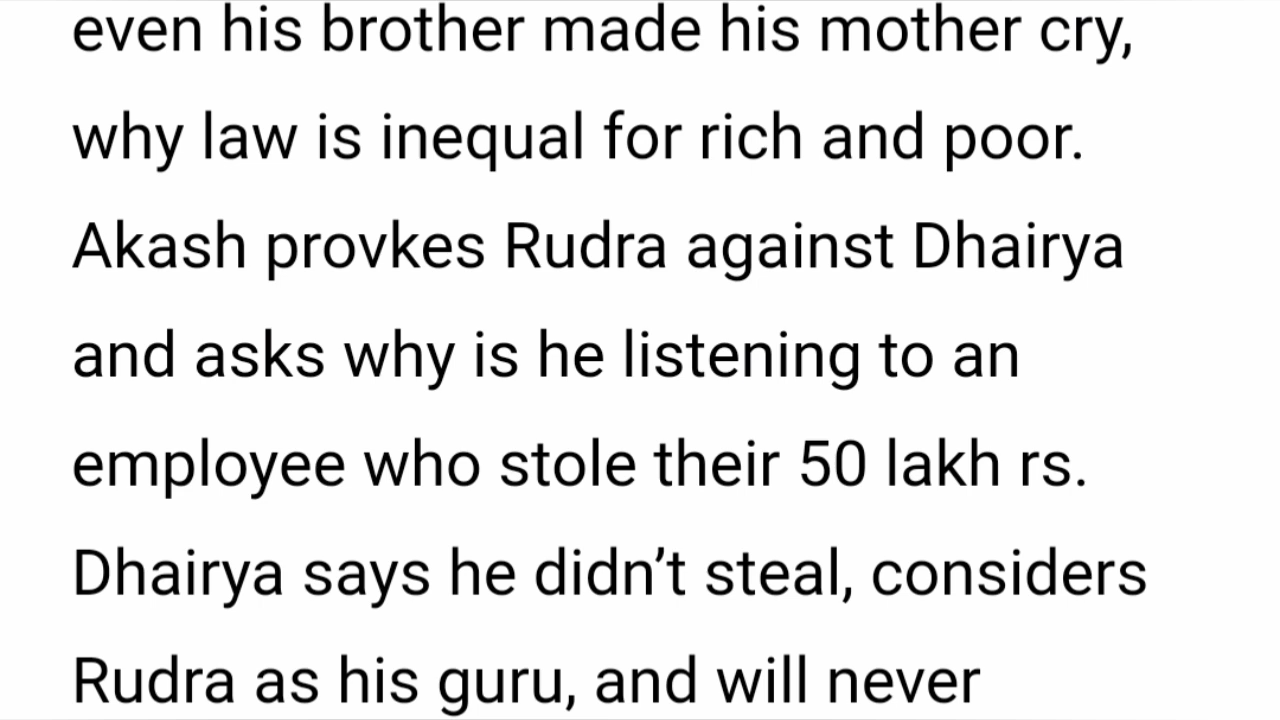 even his brother made his mother cry,
why law is inequal for rich and poor.
Akash provkes Rudra against Dhairya
and asks why is he listening to an
employee who stole their 50 lakh rs.
Dhairya says he didn’t steal, considers
Rudra as his guru, and will never